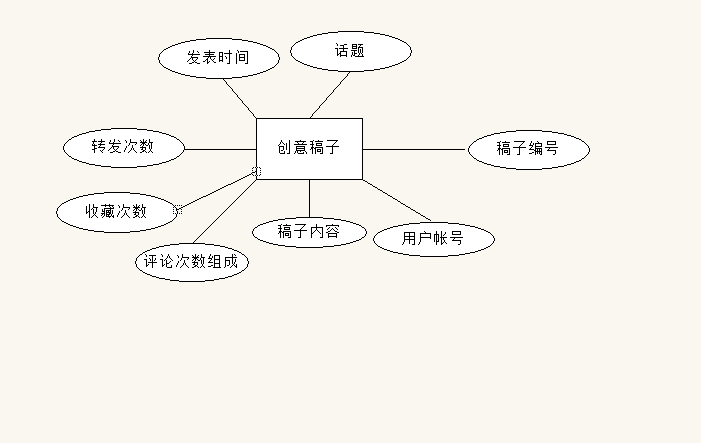 话题
发表时间
转发次数
创意稿子
稿子编号
收藏次数
稿子内容
用户帐号
评论次数组成